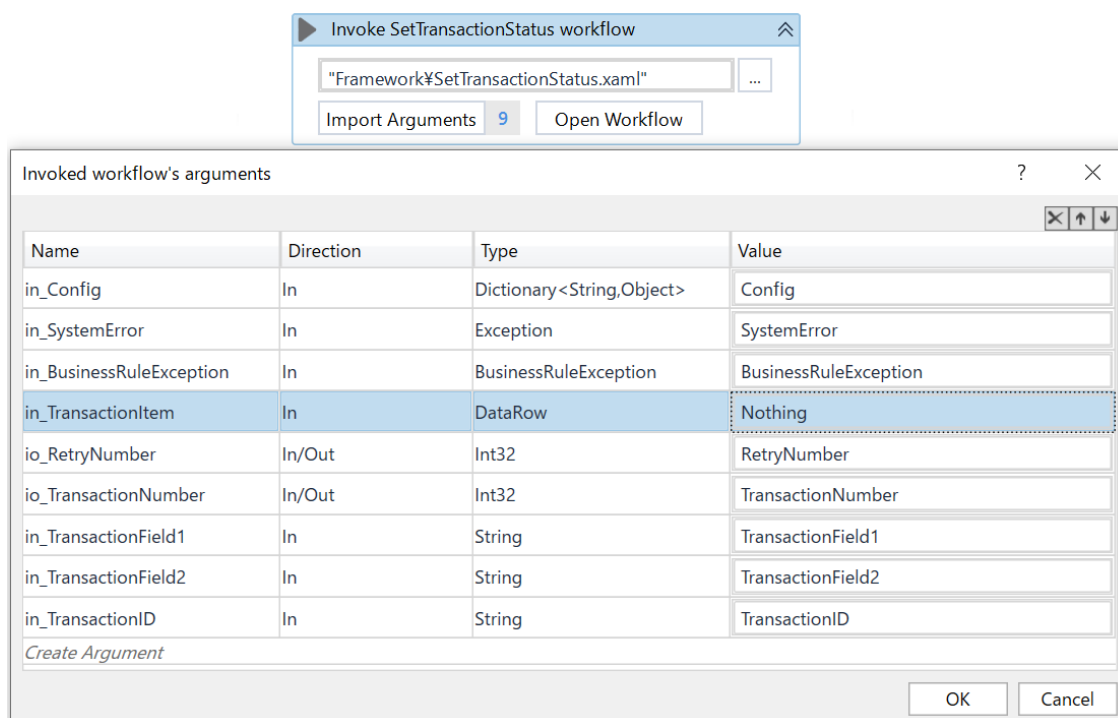 Invoke SetTransactionStatus workflow
"Framework¥SetTransactionStatus.xaml"
...
Import Arguments 9 Open Workflow
Invoked workflow's arguments ?
Name Direction Type Value
in_Config In Dictionary<String,Object> Config
in_SystemError In Exception SystemError
in_BusinessRuleException In BusinessRuleException BusinessRuleException
in_TransactionItem In DataRow Nothing
io_RetryNumber In/Out Int32 RetryNumber
io_TransactionNumber In/Out Int32 TransactionNumber
in_TransactionField1 In String TransactionField1
in_TransactionField2 In String TransactionField2
in_TransactionID In String TransactionID
Create Argument
OK Cancel